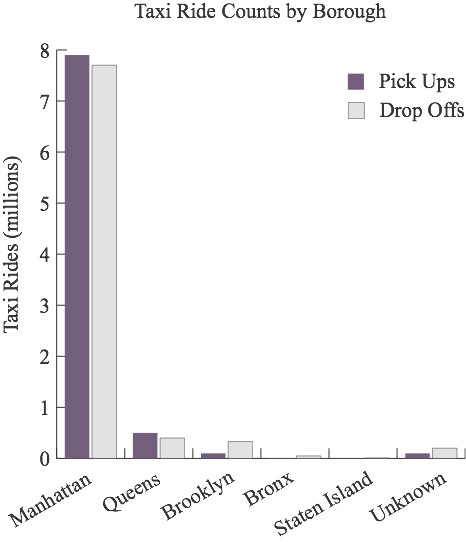 Taxi Ride Counts by Borough
Pick Ups
Drop Offs
Taxi Rides (millions)
8
7
6
5
4
3
2
1
0
Manhattan
Queens
Brooklyn
Bronx
Staten Island
Unknown